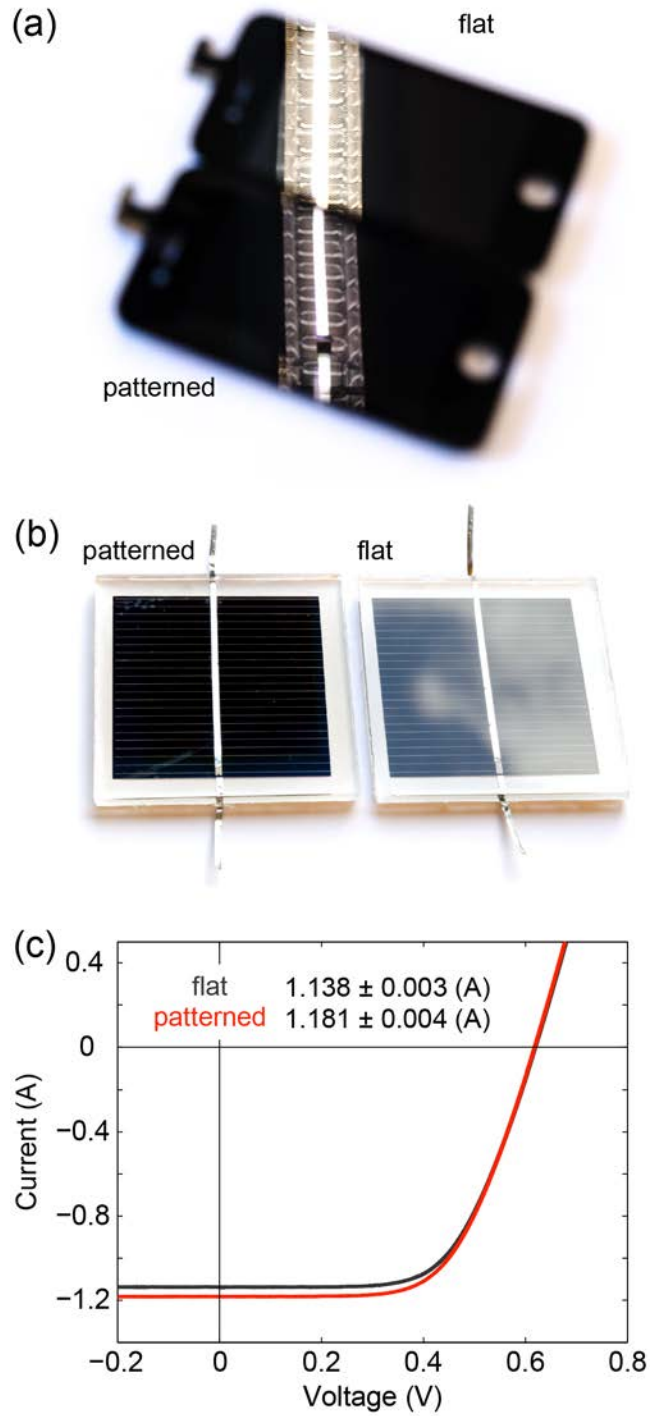 (a)
flat
patterned
(b)
patterned
flat
(c)
0.4
flat 1.138 ± 0.003 (A)
patterned 1.181 ± 0.004 (A)
0
Current (A)
−0.4
−0.8
−1.2
−0.2 0 0.2 0.4 0.6 0.8
Voltage (V)